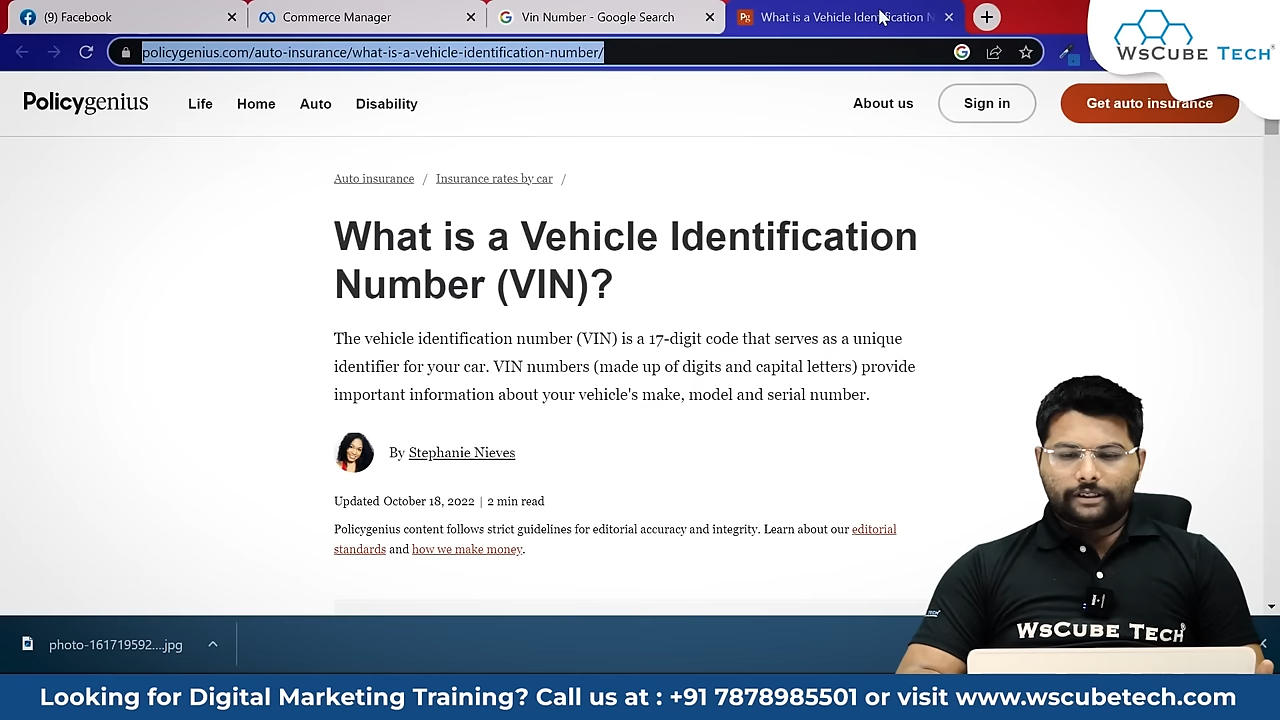 (9) Facebook
Commerce Manager
Vin Number - Google Search
What is a Vehicle Identification N
WsCube Tech
policygenius.com/auto-insurance/what-is-a-vehicle-identification-number/
Policygenius
Life
Home
Auto
Disability
About us
Sign in
Get auto insurance
Auto insurance / Insurance rates by car /
What is a Vehicle Identification
Number (VIN)?
The vehicle identification number (VIN) is a 17-digit code that serves as a unique
identifier for your car. VIN numbers (made up of digits and capital letters) provide
important information about your vehicle's make, model and serial number.
By Stephanie Nieves
Updated October 18, 2022 | 2 min read
Policygenius content follows strict guidelines for editorial accuracy and integrity. Learn about our editorial
standards and how we make money.
WsCube Tech
photo-161719592....jpg
Looking for Digital Marketing Training? Call us at : +91 7878985501 or visit www.wscubetech.com